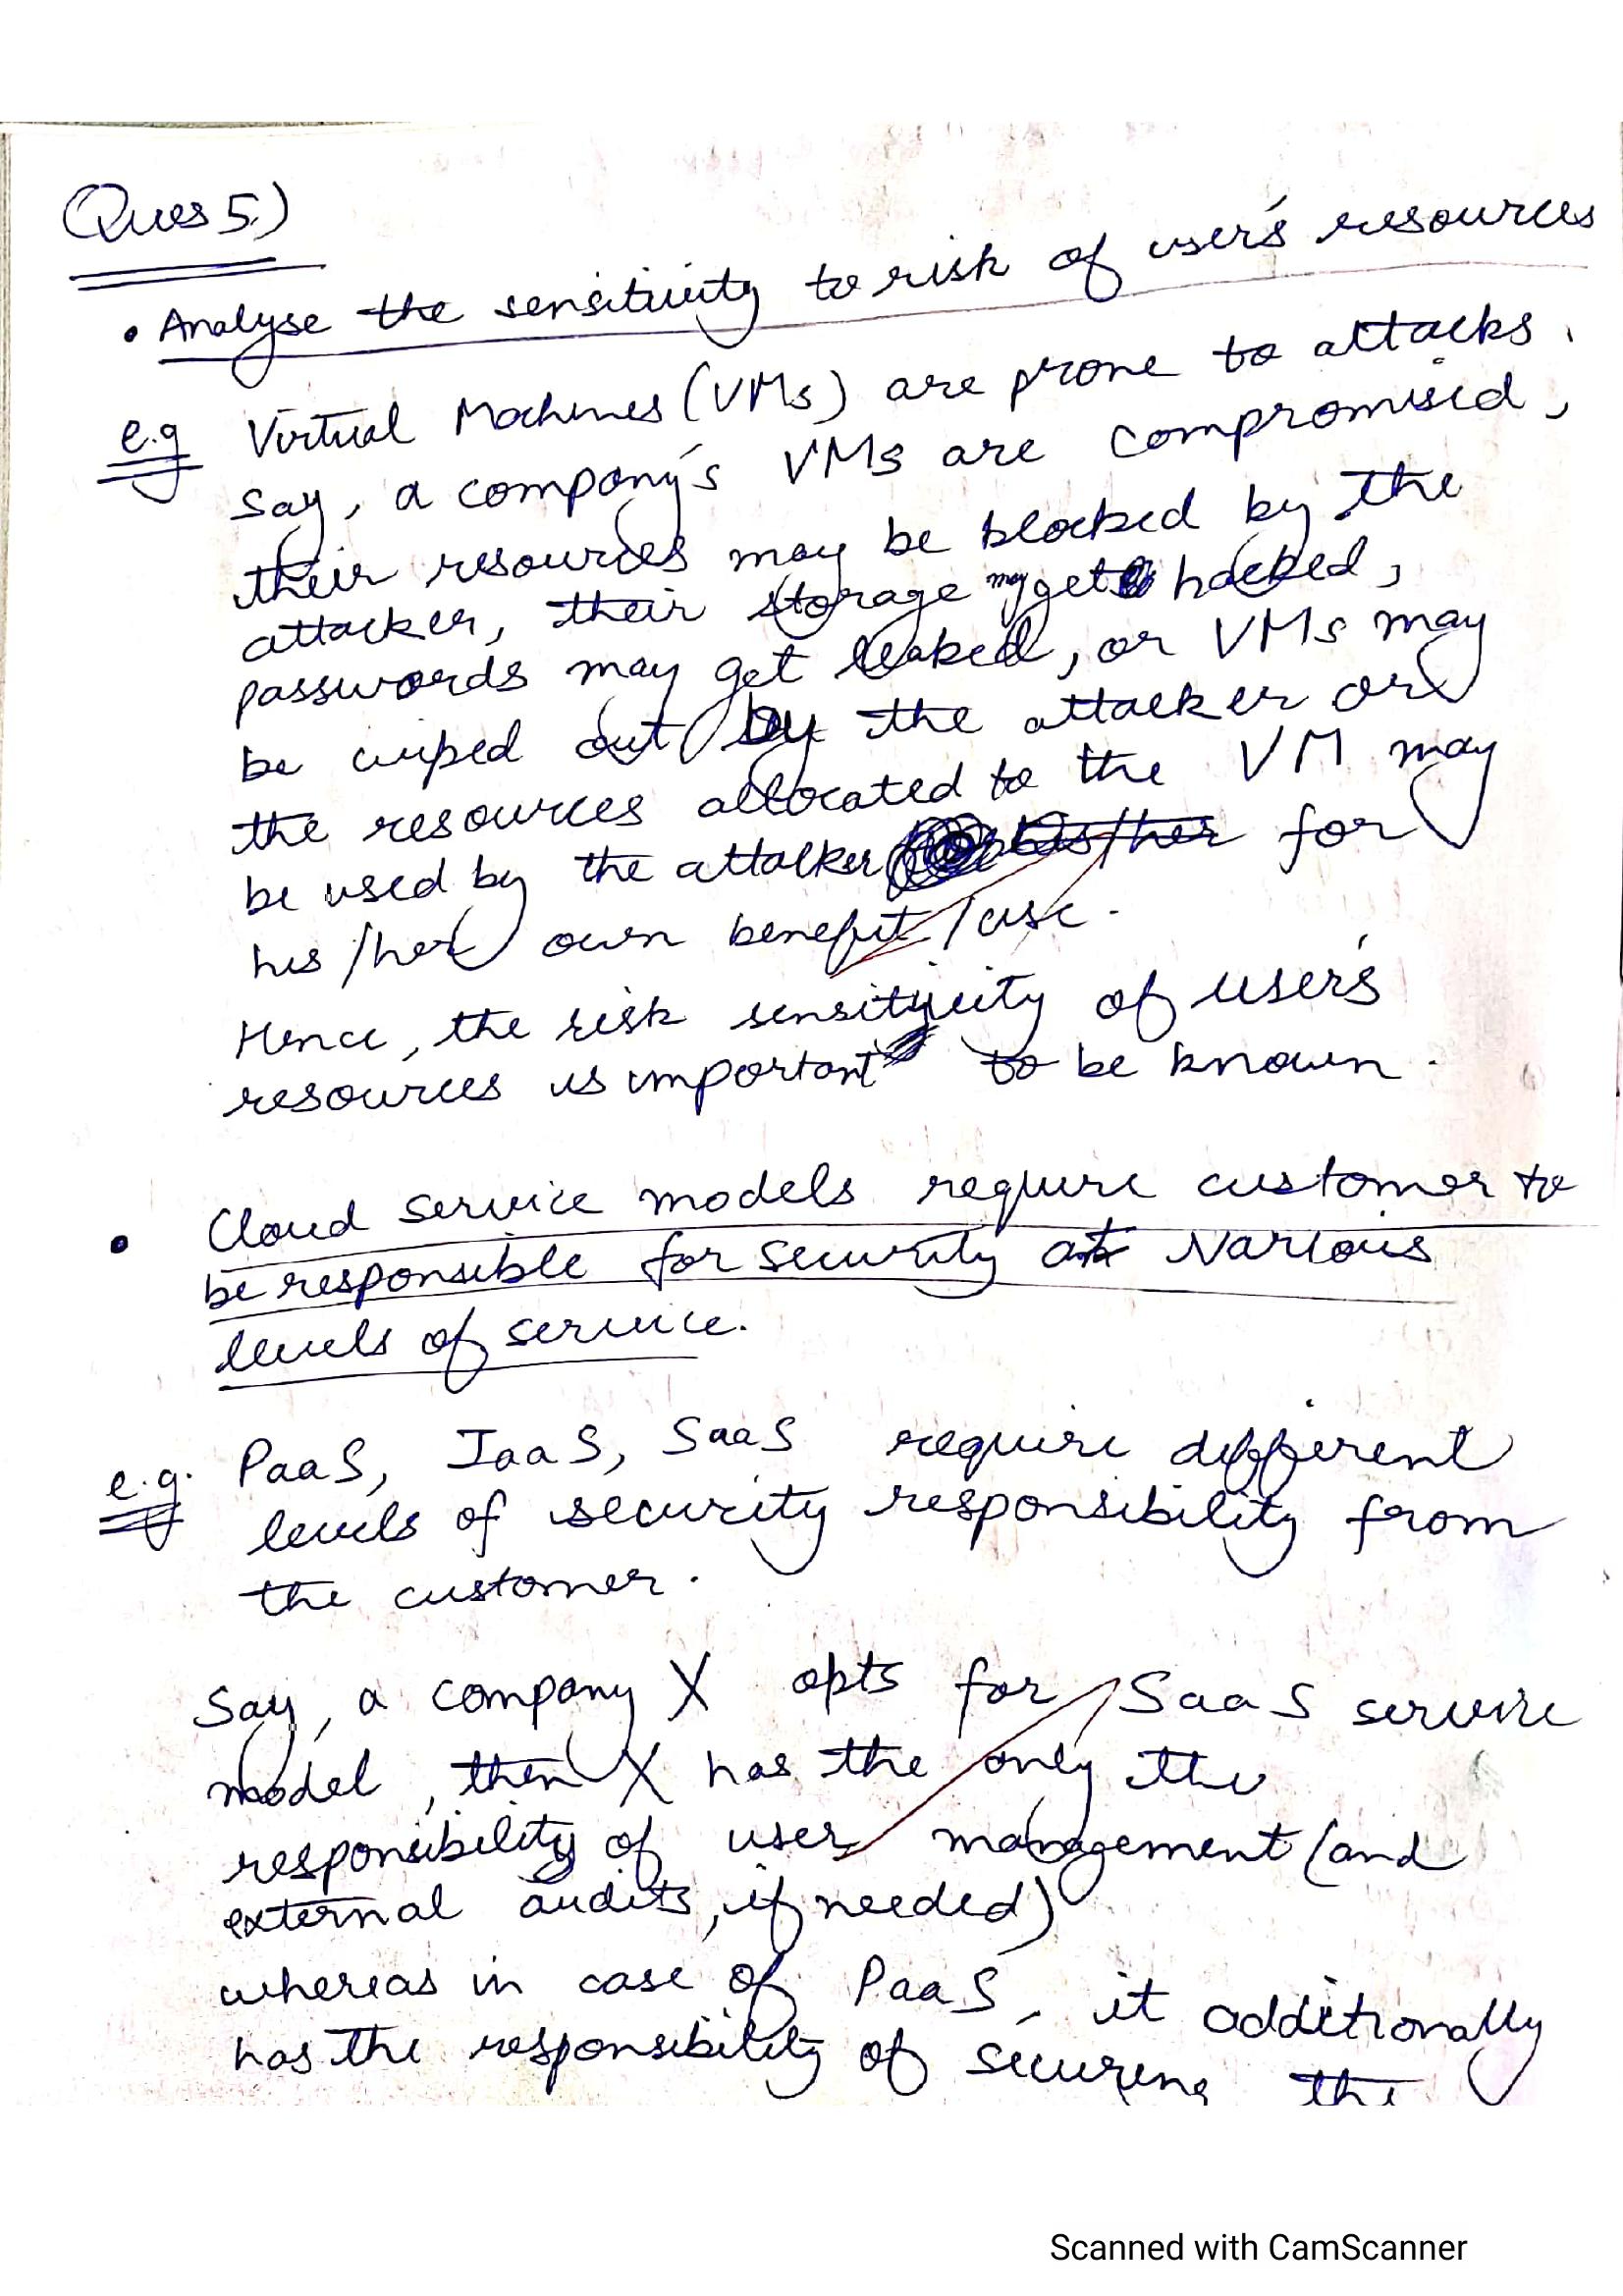 Ques 5.)
• Analyse the sensitivity to risk of user's resources
e.g Virtual Machines (VMs) are prone to attacks.
Say, a company's VMs are compromised,
their resources may be blocked by the
attacker, their storage may get hacked,
passwords may get leaked, or VMs may
be wiped out by the attacker or
the resources allocated to the VM may
be used by the attacker his/her for
his/her own benefit/use.
Hence, the risk sensitivity of user's
resources is important to be known.
• Cloud service models require customer to
be responsible for security at various
levels of service.
e.g. PaaS, IaaS, SaaS require different
levels of security responsibility from
the customer.
Say, a company X opts for SaaS service
model, then X has the only the
responsibility of user management (and
external audits, if needed)
whereas in case of PaaS, it additionally
has the responsibility of securing the
Scanned with CamScanner